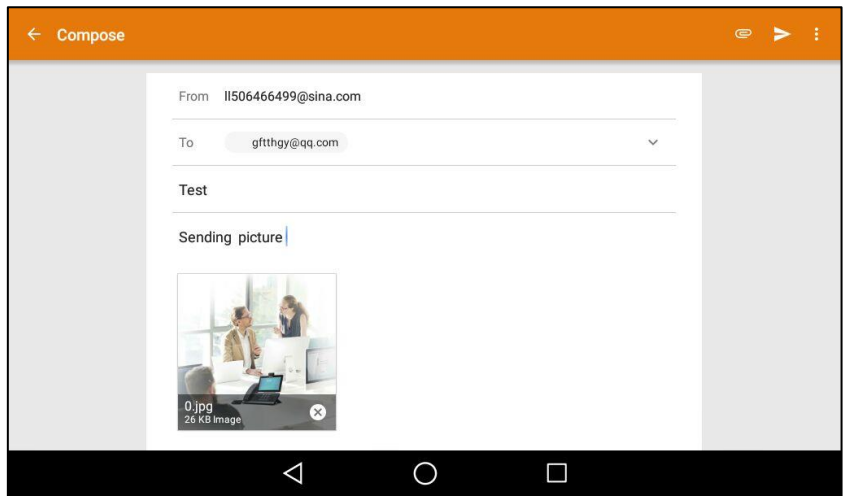 Compose
From ll506466499@sina.com
To gftthgy@qq.com
Test
Sending picture
0.jpg
26 KB Image